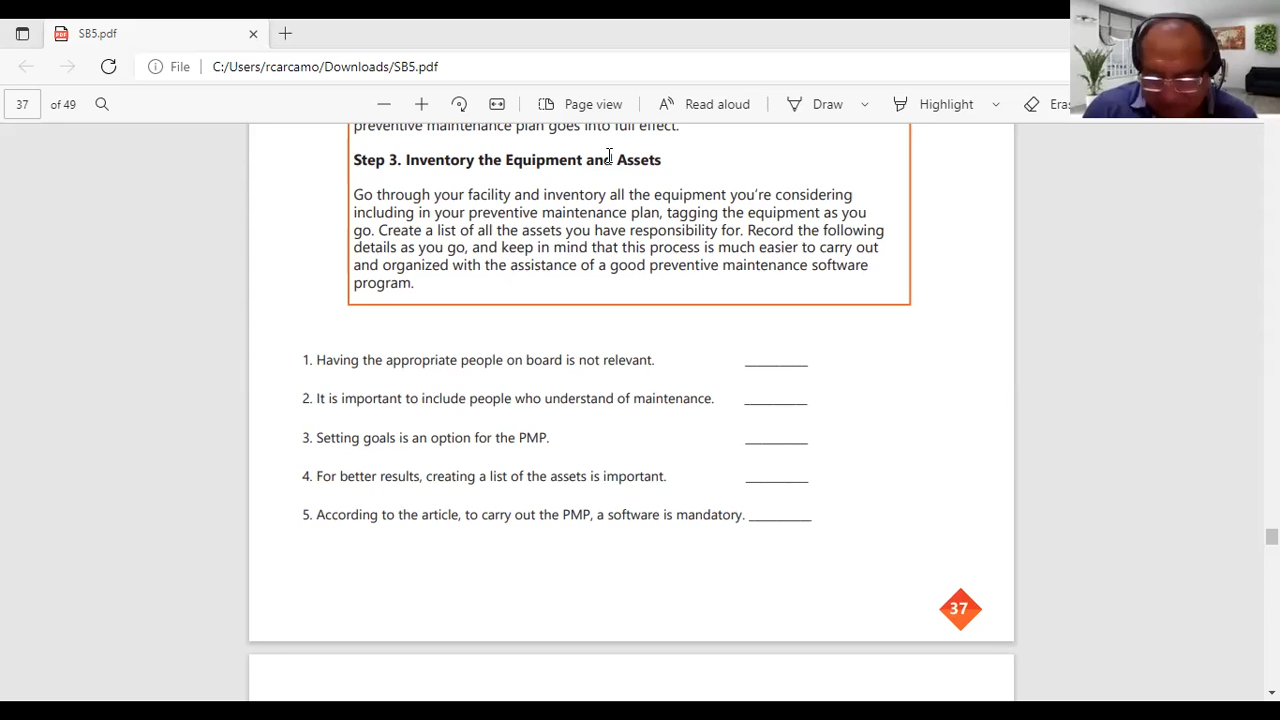 SB5.pdf
File C:/Users/rcarcamo/Downloads/SB5.pdf
37 of 49 Page view Read aloud Draw Highlight Eras
preventive maintenance plan goes into full effect.
Step 3. Inventory the Equipment and Assets
Go through your facility and inventory all the equipment you're considering
including in your preventive maintenance plan, tagging the equipment as you
go. Create a list of all the assets you have responsibility for. Record the following
details as you go, and keep in mind that this process is much easier to carry out
and organized with the assistance of a good preventive maintenance software
program.
1. Having the appropriate people on board is not relevant. __________
2. It is important to include people who understand of maintenance. __________
3. Setting goals is an option for the PMP. __________
4. For better results, creating a list of the assets is important. __________
5. According to the article, to carry out the PMP, a software is mandatory. __________
37